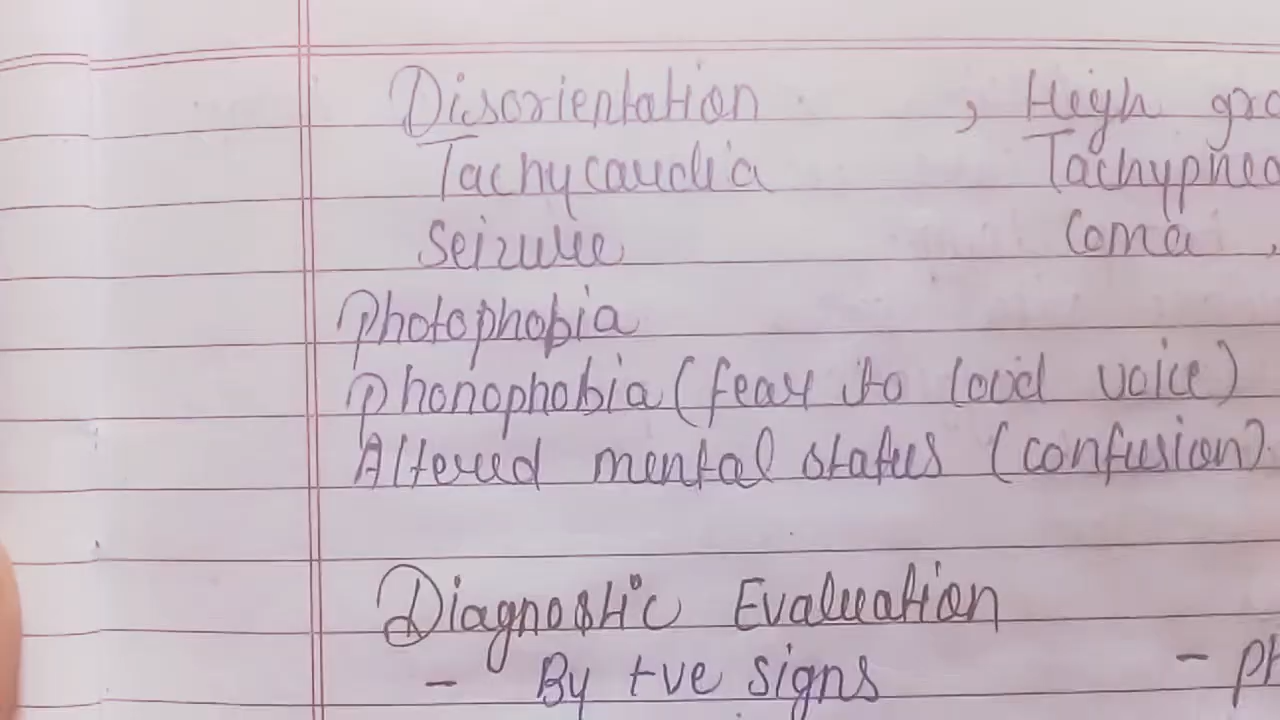 Disorientation , High gra
Tachycardia Tachypnea
Seizure Coma ,
Photophobia
Phonophobia (fear to loud voice)
Altered mental status (confusion)
Diagnostic Evaluation
- By +ve signs - Ph